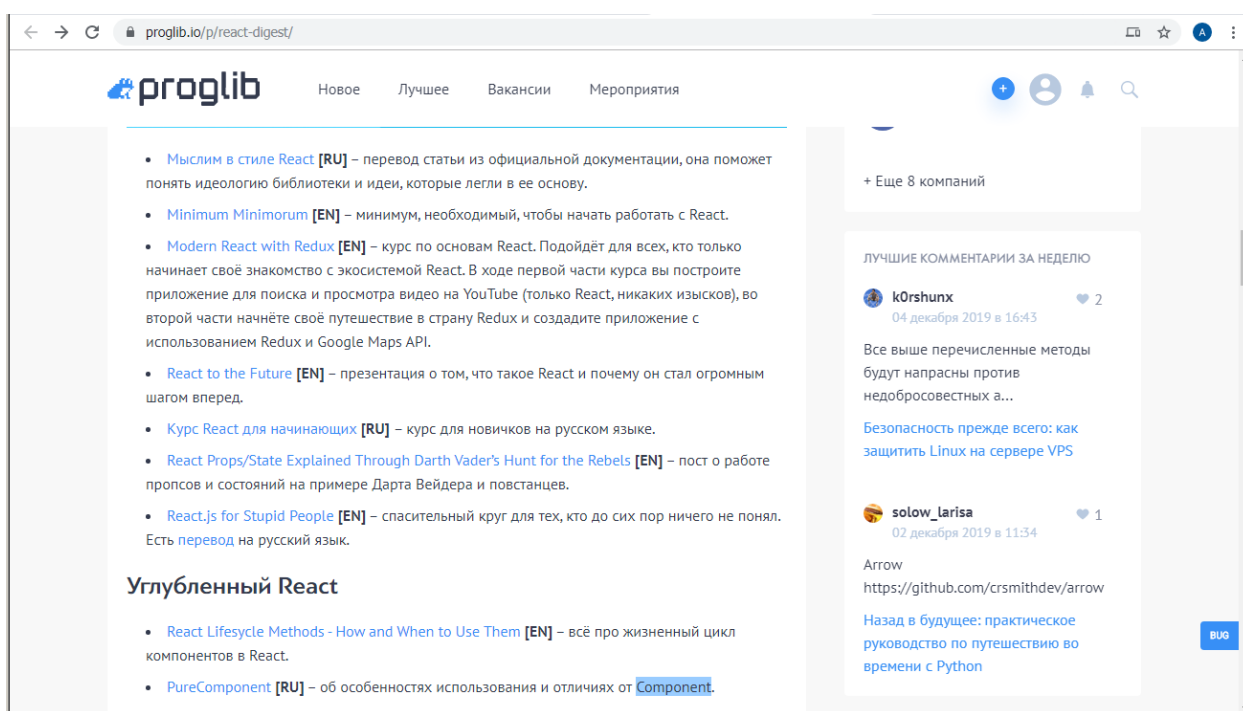 proglib.io/p/react-digest/
A
proglib
Новое Лучшее Вакансии Мероприятия
+
• Мыслим в стиле React [RU] – перевод статьи из официальной документации, она поможет
понять идеологию библиотеки и идеи, которые легли в ее основу.
• Minimum Minimorum [EN] – минимум, необходимый, чтобы начать работать с React.
• Modern React with Redux [EN] – курс по основам React. Подойдёт для всех, кто только
начинает своё знакомство с экосистемой React. В ходе первой части курса вы построите
приложение для поиска и просмотра видео на YouTube (только React, никаких изысков), во
второй части начнёте своё путешествие в страну Redux и создадите приложение с
использованием Redux и Google Maps API.
• React to the Future [EN] – презентация о том, что такое React и почему он стал огромным
шагом вперед.
• Курс React для начинающих [RU] – курс для новичков на русском языке.
• React Props/State Explained Through Darth Vader's Hunt for the Rebels [EN] – пост о работе
пропсов и состояний на примере Дарта Вейдера и повстанцев.
• React.js for Stupid People [EN] – спасительный круг для тех, кто до сих пор ничего не понял.
Есть перевод на русский язык.
Углубленный React
• React Lifesycle Methods - How and When to Use Them [EN] – всё про жизненный цикл
компонентов в React.
• PureComponent [RU] – об особенностях использования и отличиях от Component.
+ Еще 8 компаний
ЛУЧШИЕ КОММЕНТАРИИ ЗА НЕДЕЛЮ
k0rshunx 2
04 декабря 2019 в 16:43
Все выше перечисленные методы
будут напрасны против
недобросовестных а...
Безопасность прежде всего: как
защитить Linux на сервере VPS
solow_larisa 1
02 декабря 2019 в 11:34
Arrow
https://github.com/crsmithdev/arrow
Назад в будущее: практическое
руководство по путешествию во
времени с Python
BUG